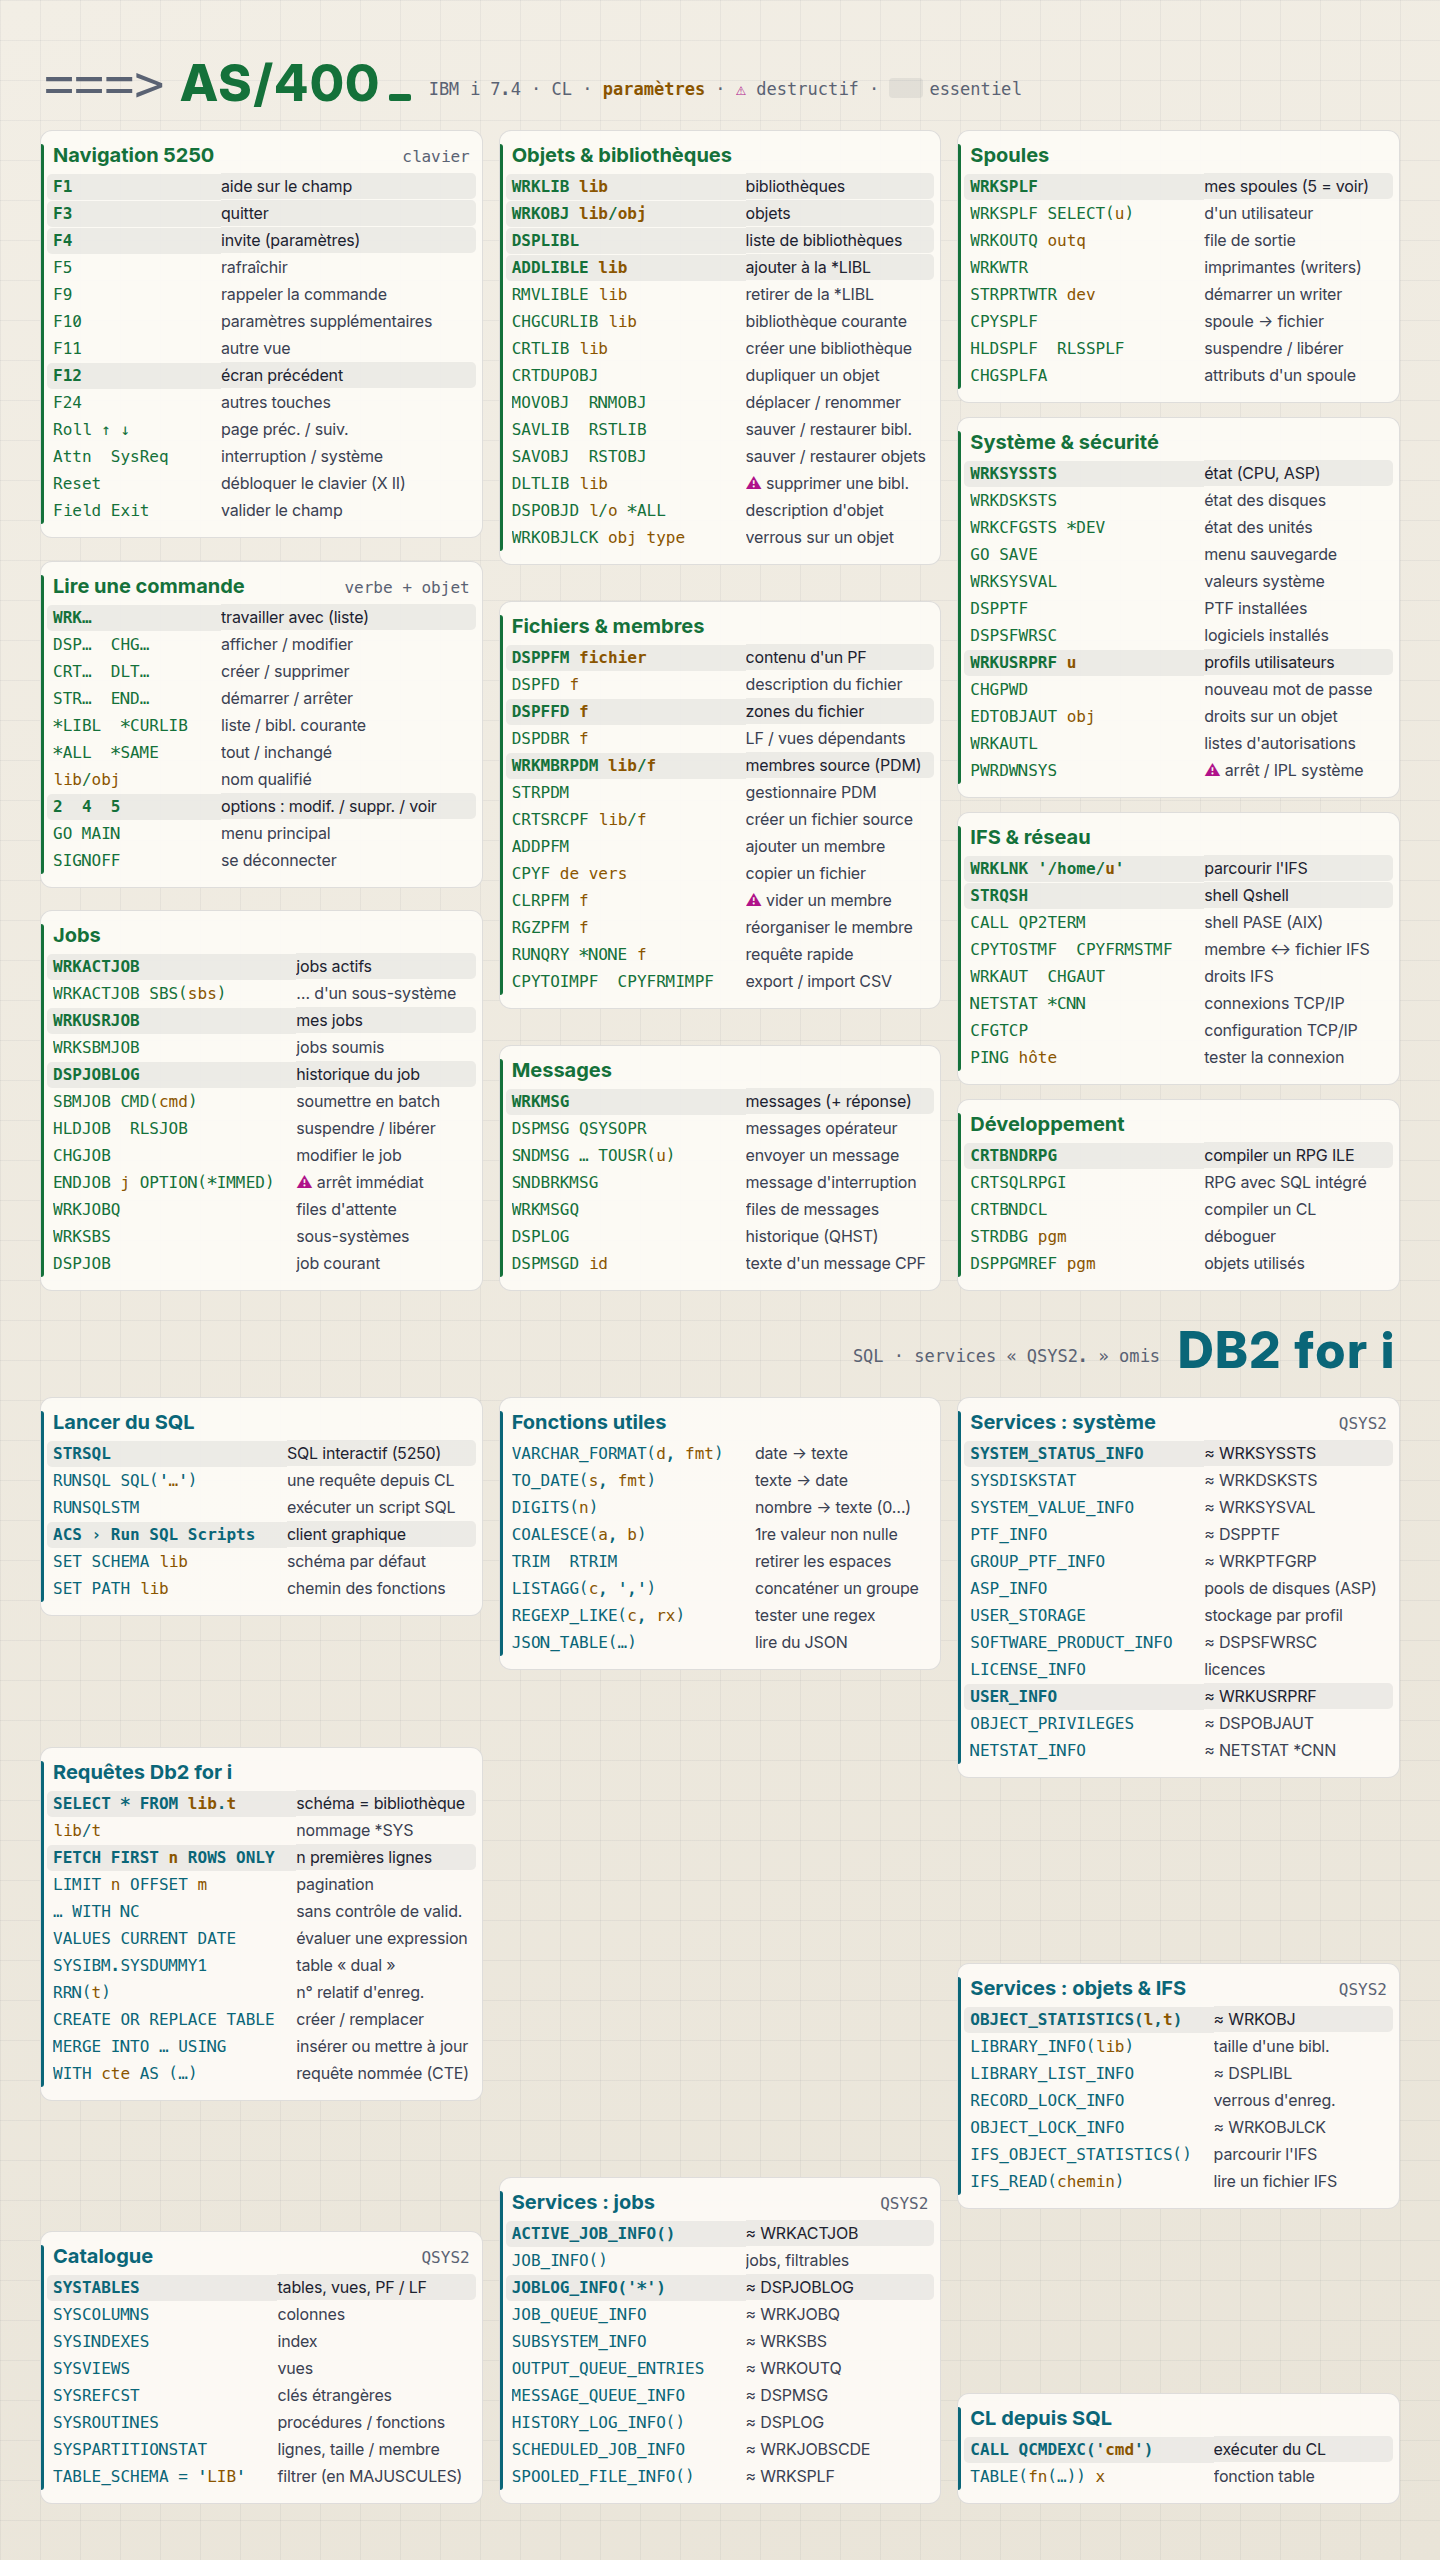 ===> AS/400_ IBM i 7.4 · CL · paramètres · ⚠ destructif · essentiel
Navigation 5250 clavier
F1 aide sur le champ
F3 quitter
F4 invite (paramètres)
F5 rafraîchir
F9 rappeler la commande
F10 paramètres supplémentaires
F11 autre vue
F12 écran précédent
F24 autres touches
Roll ↑ ↓ page préc. / suiv.
Attn SysReq interruption / système
Reset débloquer le clavier (X II)
Field Exit valider le champ
Lire une commande verbe + objet
WRK… travailler avec (liste)
DSP… CHG… afficher / modifier
CRT… DLT… créer / supprimer
STR… END… démarrer / arrêter
*LIBL *CURLIB liste / bibl. courante
*ALL *SAME tout / inchangé
lib/obj nom qualifié
2 4 5 options : modif. / suppr. / voir
GO MAIN menu principal
SIGNOFF se déconnecter
Jobs
WRKACTJOB jobs actifs
WRKACTJOB SBS(sbs) … d'un sous-système
WRKUSRJOB mes jobs
WRKSBMJOB jobs soumis
DSPJOBLOG historique du job
SBMJOB CMD(cmd) soumettre en batch
HLDJOB RLSJOB suspendre / libérer
CHGJOB modifier le job
ENDJOB j OPTION(*IMMED) ⚠ arrêt immédiat
WRKJOBQ files d'attente
WRKSBS sous-systèmes
DSPJOB job courant
Objets & bibliothèques
WRKLIB lib bibliothèques
WRKOBJ lib/obj objets
DSPLIBL liste de bibliothèques
ADDLIBLE lib ajouter à la *LIBL
RMVLIBLE lib retirer de la *LIBL
CHGCURLIB lib bibliothèque courante
CRTLIB lib créer une bibliothèque
CRTDUPOBJ dupliquer un objet
MOVOBJ RNMOBJ déplacer / renommer
SAVLIB RSTLIB sauver / restaurer bibl.
SAVOBJ RSTOBJ sauver / restaurer objets
DLTLIB lib ⚠ supprimer une bibl.
DSPOBJD l/o *ALL description d'objet
WRKOBJLCK obj type verrous sur un objet
Fichiers & membres
DSPPFM fichier contenu d'un PF
DSPFD f description du fichier
DSPFFD f zones du fichier
DSPDBR f LF / vues dépendants
WRKMBRPDM lib/f membres source (PDM)
STRPDM gestionnaire PDM
CRTSRCPF lib/f créer un fichier source
ADDPFM ajouter un membre
CPYF de vers copier un fichier
CLRPFM f ⚠ vider un membre
RGZPFM f réorganiser le membre
RUNQRY *NONE f requête rapide
CPYTOIMPF CPYFRMIMPF export / import CSV
Messages
WRKMSG messages (+ réponse)
DSPMSG QSYSOPR messages opérateur
SNDMSG … TOUSR(u) envoyer un message
SNDBRKMSG message d'interruption
WRKMSGQ files de messages
DSPLOG historique (QHST)
DSPMSGD id texte d'un message CPF
Spoules
WRKSPLF mes spoules (5 = voir)
WRKSPLF SELECT(u) d'un utilisateur
WRKOUTQ outq file de sortie
WRKWTR imprimantes (writers)
STRPRTWTR dev démarrer un writer
CPYSPLF spoule → fichier
HLDSPLF RLSSPLF suspendre / libérer
CHGSPLFA attributs d'un spoule
Système & sécurité
WRKSYSSTS état (CPU, ASP)
WRKDSKSTS état des disques
WRKCFGSTS *DEV état des unités
GO SAVE menu sauvegarde
WRKSYSVAL valeurs système
DSPPTF PTF installées
DSPSFWRSC logiciels installés
WRKUSRPRF u profils utilisateurs
CHGPWD nouveau mot de passe
EDTOBJAUT obj droits sur un objet
WRKAUTL listes d'autorisations
PWRDWNSYS ⚠ arrêt / IPL système
IFS & réseau
WRKLNK '/home/u' parcourir l'IFS
STRQSH shell Qshell
CALL QP2TERM shell PASE (AIX)
CPYTOSTMF CPYFRMSTMF membre ↔ fichier IFS
WRKAUT CHGAUT droits IFS
NETSTAT *CNN connexions TCP/IP
CFGTCP configuration TCP/IP
PING hôte tester la connexion
Développement
CRTBNDRPG compiler un RPG ILE
CRTSQLRPGI RPG avec SQL intégré
CRTBNDCL compiler un CL
STRDBG pgm déboguer
DSPPGMREF pgm objets utilisés
SQL · services « QSYS2. » omis DB2 for i
Lancer du SQL
STRSQL SQL interactif (5250)
RUNSQL SQL('…') une requête depuis CL
RUNSQLSTM exécuter un script SQL
ACS › Run SQL Scripts client graphique
SET SCHEMA lib schéma par défaut
SET PATH lib chemin des fonctions
Requêtes Db2 for i
SELECT * FROM lib.t schéma = bibliothèque
lib/t nommage *SYS
FETCH FIRST n ROWS ONLY n premières lignes
LIMIT n OFFSET m pagination
… WITH NC sans contrôle de valid.
VALUES CURRENT DATE évaluer une expression
SYSIBM.SYSDUMMY1 table « dual »
RRN(t) n° relatif d'enreg.
CREATE OR REPLACE TABLE créer / remplacer
MERGE INTO … USING insérer ou mettre à jour
WITH cte AS (…) requête nommée (CTE)
Catalogue QSYS2
SYSTABLES tables, vues, PF / LF
SYSCOLUMNS colonnes
SYSINDEXES index
SYSVIEWS vues
SYSREFCST clés étrangères
SYSROUTINES procédures / fonctions
SYSPARTITIONSTAT lignes, taille / membre
TABLE_SCHEMA = 'LIB' filtrer (en MAJUSCULES)
Fonctions utiles
VARCHAR_FORMAT(d, fmt) date → texte
TO_DATE(s, fmt) texte → date
DIGITS(n) nombre → texte (0…)
COALESCE(a, b) 1re valeur non nulle
TRIM RTRIM retirer les espaces
LISTAGG(c, ',') concaténer un groupe
REGEXP_LIKE(c, rx) tester une regex
JSON_TABLE(…) lire du JSON
Services : jobs QSYS2
ACTIVE_JOB_INFO() ≈ WRKACTJOB
JOB_INFO() jobs, filtrables
JOBLOG_INFO('*') ≈ DSPJOBLOG
JOB_QUEUE_INFO ≈ WRKJOBQ
SUBSYSTEM_INFO ≈ WRKSBS
OUTPUT_QUEUE_ENTRIES ≈ WRKOUTQ
MESSAGE_QUEUE_INFO ≈ DSPMSG
HISTORY_LOG_INFO() ≈ DSPLOG
SCHEDULED_JOB_INFO ≈ WRKJOBSCDE
SPOOLED_FILE_INFO() ≈ WRKSPLF
Services : système QSYS2
SYSTEM_STATUS_INFO ≈ WRKSYSSTS
SYSDISKSTAT ≈ WRKDSKSTS
SYSTEM_VALUE_INFO ≈ WRKSYSVAL
PTF_INFO ≈ DSPPTF
GROUP_PTF_INFO ≈ WRKPTFGRP
ASP_INFO pools de disques (ASP)
USER_STORAGE stockage par profil
SOFTWARE_PRODUCT_INFO ≈ DSPSFWRSC
LICENSE_INFO licences
USER_INFO ≈ WRKUSRPRF
OBJECT_PRIVILEGES ≈ DSPOBJAUT
NETSTAT_INFO ≈ NETSTAT *CNN
Services : objets & IFS QSYS2
OBJECT_STATISTICS(l,t) ≈ WRKOBJ
LIBRARY_INFO(lib) taille d'une bibl.
LIBRARY_LIST_INFO ≈ DSPLIBL
RECORD_LOCK_INFO verrous d'enreg.
OBJECT_LOCK_INFO ≈ WRKOBJLCK
IFS_OBJECT_STATISTICS() parcourir l'IFS
IFS_READ(chemin) lire un fichier IFS
CL depuis SQL
CALL QCMDEXC('cmd') exécuter du CL
TABLE(fn(…)) x fonction table